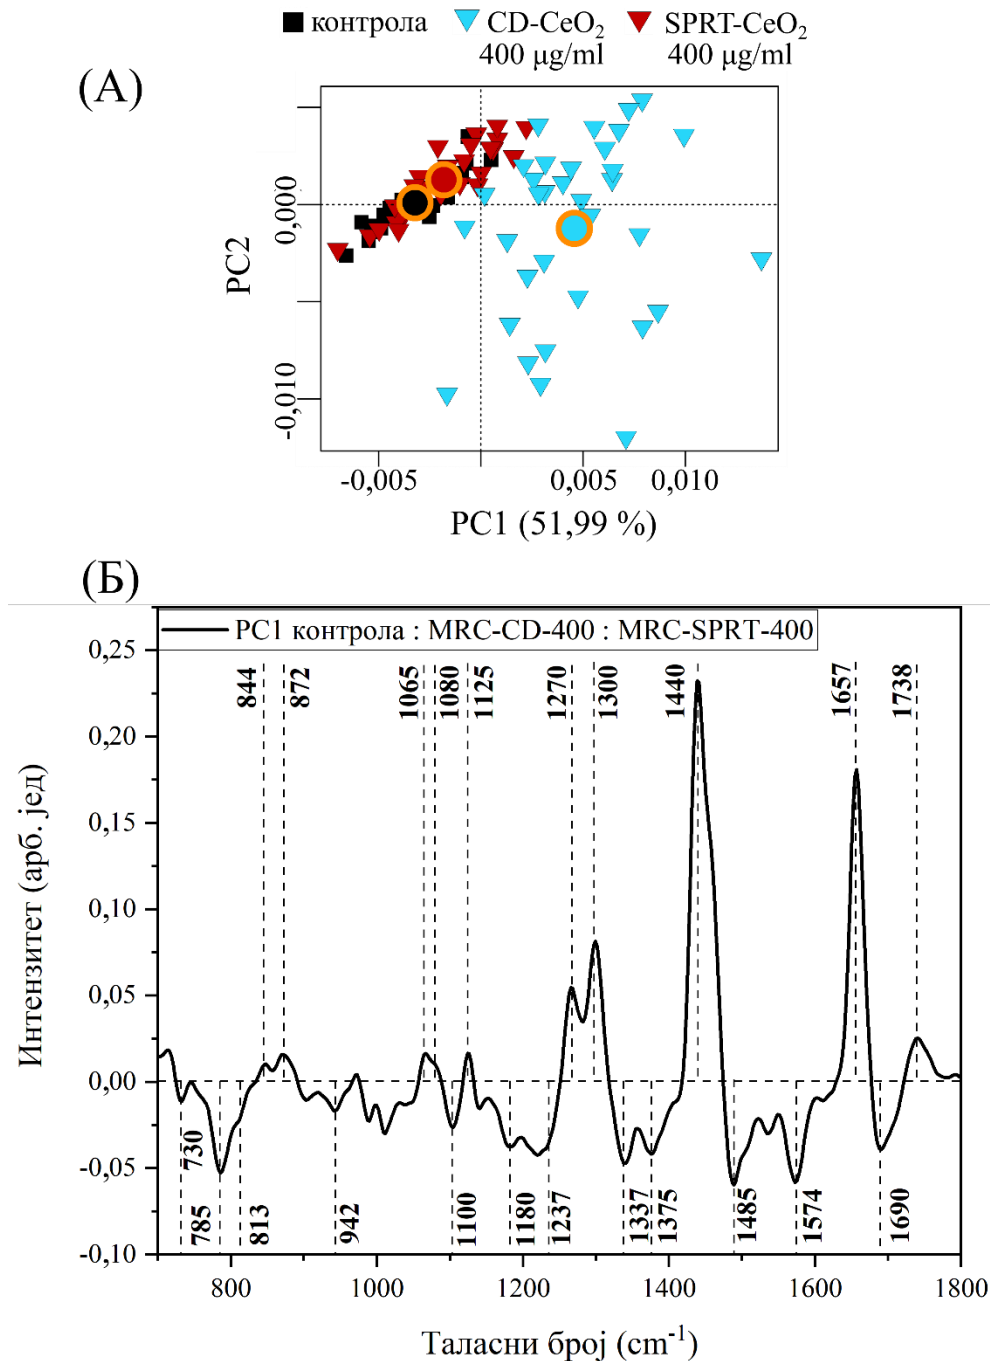 контрола CD-CeO₂ SPRT-CeO₂
400 μg/ml 400 μg/ml
(А)
0,000
-0,010
PC2
-0,005 0,005 0,010
PC1 (51,99 %)
(Б)
PC1 контрола : MRC-CD-400 : MRC-SPRT-400
844 872 1065 1080 1125 1270 1300 1440 1657 1738
0,25
0,20
0,15
0,10
0,05
0,00
-0,05
-0,10
Интензитет (арб. јед)
730 785 813 942 1100 1180 1237 1337 1375 1485 1574 1690
800 1000 1200 1400 1600 1800
Таласни број (cm⁻¹)